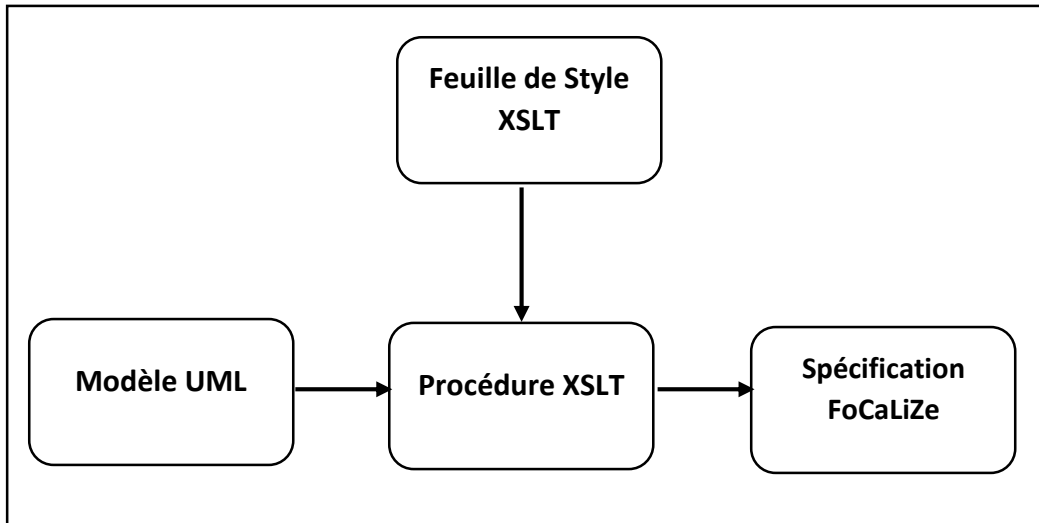 Feuille de Style
XSLT
Modèle UML
Procédure XSLT
Spécification
FoCaLiZe